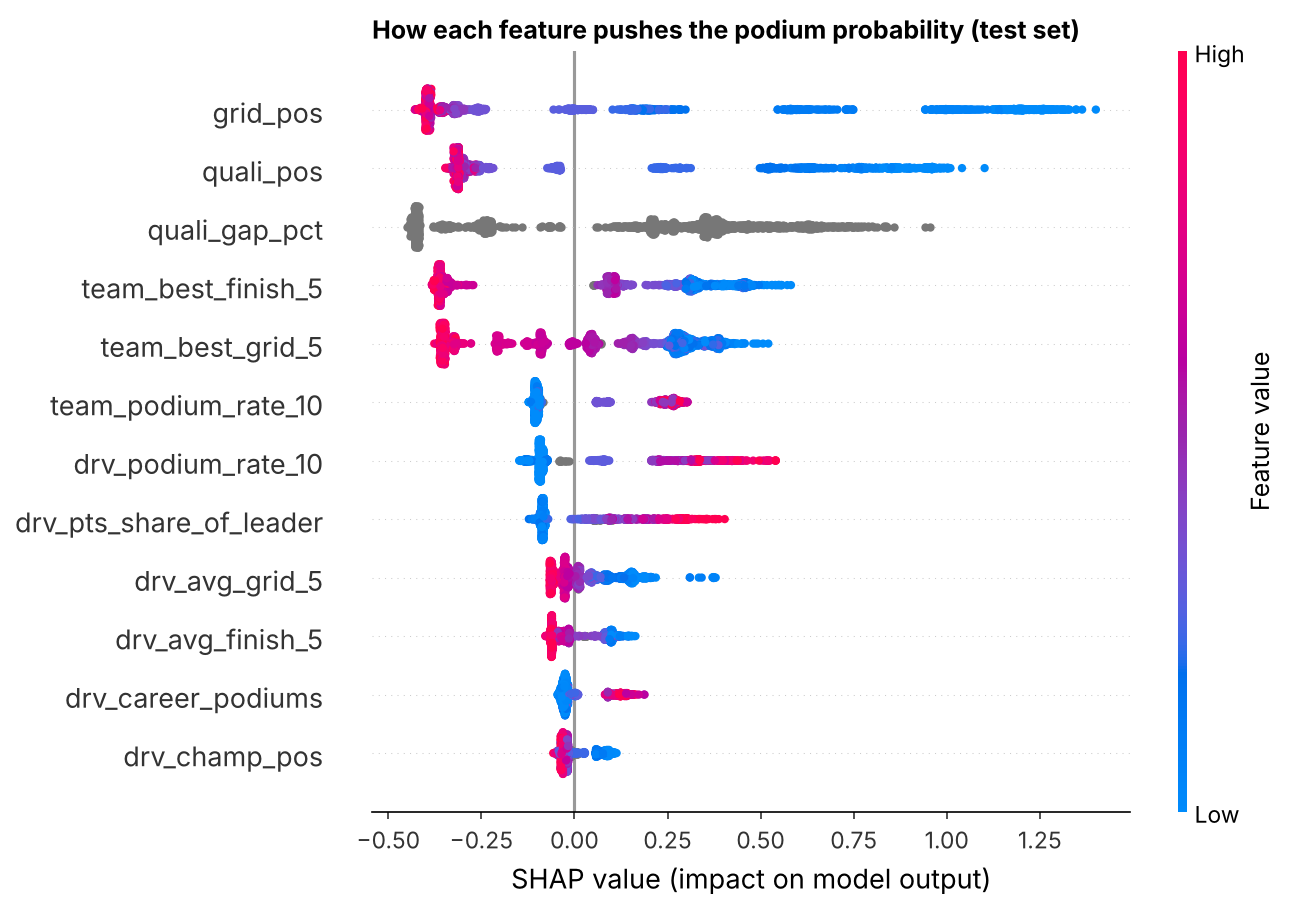 How each feature pushes the podium probability (test set)
High
grid_pos
quali_pos
quali_gap_pct
team_best_finish_5
team_best_grid_5
team_podium_rate_10
drv_podium_rate_10
drv_pts_share_of_leader
drv_avg_grid_5
drv_avg_finish_5
drv_career_podiums
drv_champ_pos
Feature value
Low
−0.50 −0.25 0.00 0.25 0.50 0.75 1.00 1.25
SHAP value (impact on model output)